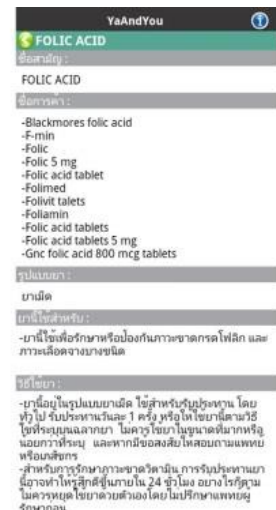 YaAndYou
FOLIC ACID
ชื่อสามัญ :
FOLIC ACID
ชื่อการค้า :
-Blackmores folic acid
-F-min
-Folic
-Folic 5 mg
-Folic acid tablet
-Folimed
-Folivit talets
-Foliamin
-Folic acid tablets
-Folic acid tablets 5 mg
-Gnc folic acid 800 mcg tablets
รูปแบบยา :
ยาเม็ด
ยานี้ใช้สำหรับ :
-ยานี้ใช้เพื่อรักษาหรือป้องกันภาวะขาดกรดโฟลิก และ
ภาวะเลือดจางบางชนิด
วิธีใช้ยา :
-ยานี้อยู่ในรูปแบบยาเม็ด ใช้สำหรับรับประทาน โดย
ทั่วไป รับประทานวันละ 1 ครั้ง หรือให้ใช้ยานี้ตามวิธี
ใช้ที่ระบุบนฉลากยา ไม่ควรใช้ยาในขนาดที่มากหรือ
น้อยกว่าที่ระบุ และหากมีข้อสงสัยให้สอบถามแพทย์
หรือเภสัชกร
-สำหรับการรักษาภาวะขาดวิตามิน การรับประทานยา
นี้อาจทำให้รู้สึกดีขึ้นภายใน 24 ชั่วโมง อย่างไรก็ตาม
ไม่ควรหยุดใช้ยาด้วยตัวเองโดยไม่ปรึกษาแพทย์ผู้
รักษาก่อน